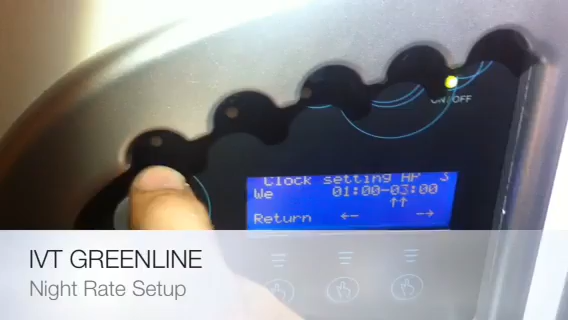 ON/OFF
Clock setting HP 3
We 01:00-03:00
↑↑
Return ← →
IVT GREENLINE
Night Rate Setup